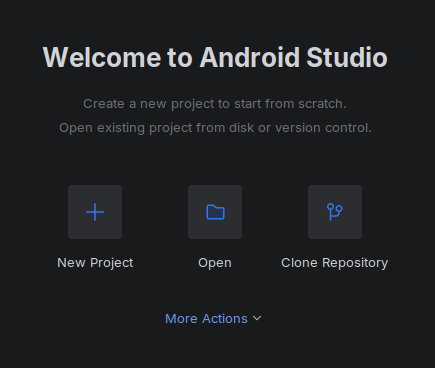 Welcome to Android Studio
Create a new project to start from scratch.
Open existing project from disk or version control.
New Project
Open
Clone Repository
More Actions